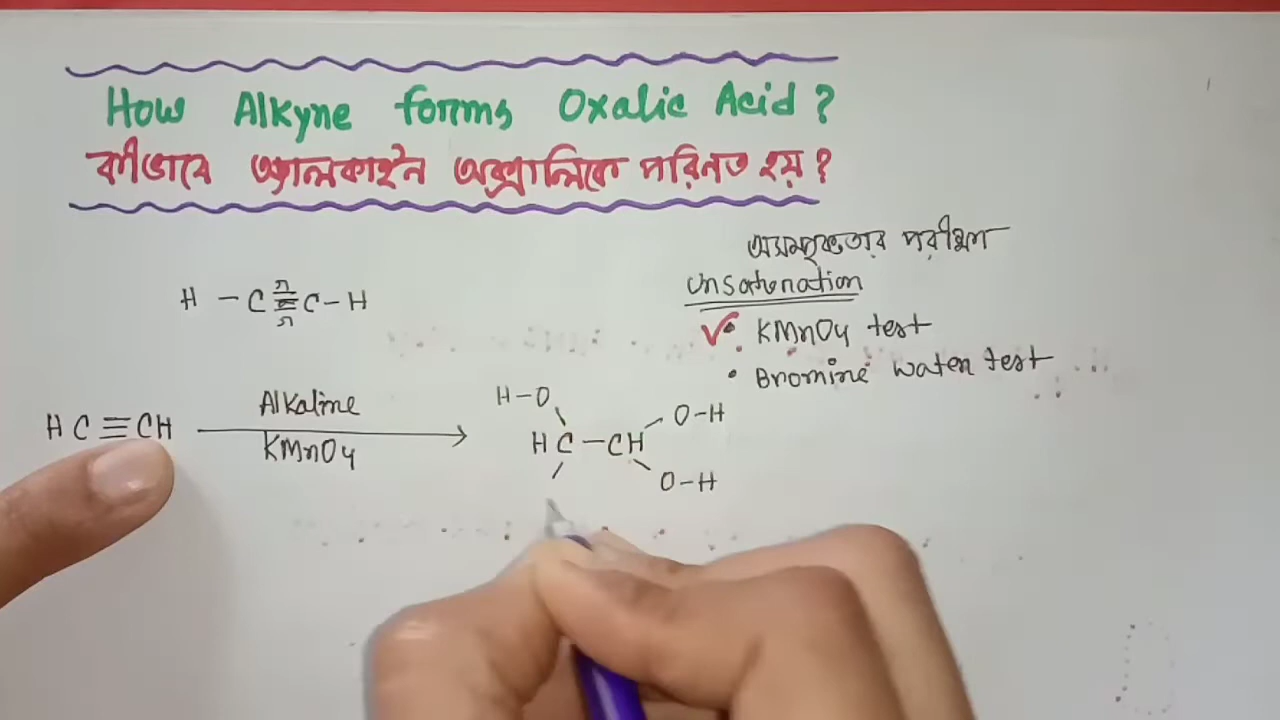 How Alkyne forms Oxalic Acid?
কীভাবে অ্যালকাইন অক্সালিকে পরিনত হয়?
অসম্পৃক্ততার পরীক্ষা
Unsaturation
• KMnO4 test
• Bromine water test
H - C ≡ C - H
π
π
HC ≡ CH
Alkaline
KMnO4
H-O
O-H
HC - CH
O-H